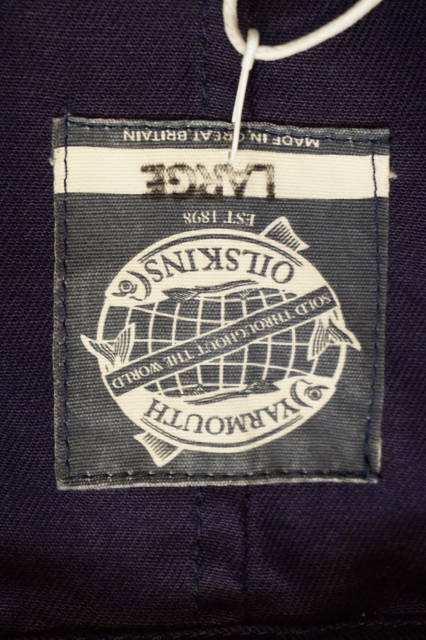 YARMOUTH
SOLD THROUGHOUT THE WORLD
OILSKINS
EST 1898
LARGE
MADE IN GREAT BRITAIN